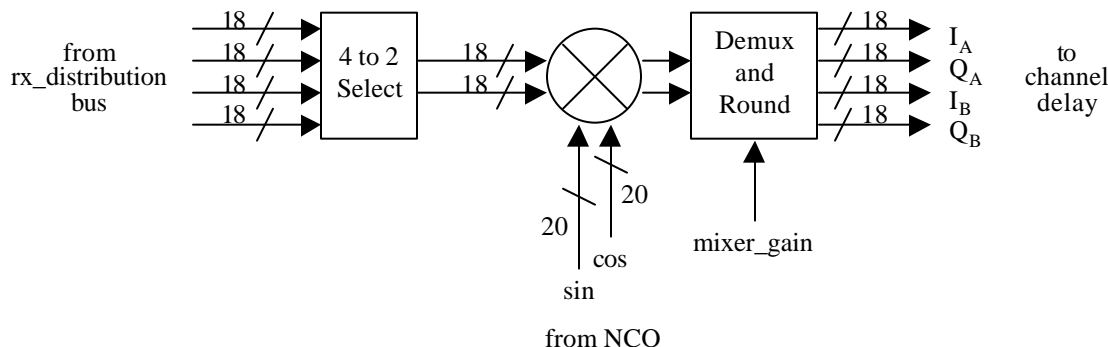 from
rx_distribution
bus
18
18
18
18
4 to 2
Select
18
18
20
20
sin
cos
from NCO
Demux
and
Round
mixer_gain
18
18
18
18
I_A
Q_A
I_B
Q_B
to
channel
delay